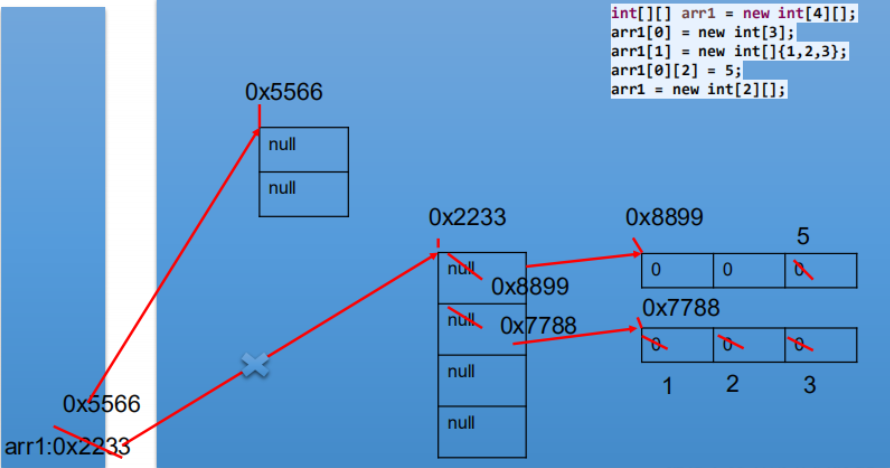 int[][] arr1 = new int[4][];
arr1[0] = new int[3];
arr1[1] = new int[]{1,2,3};
arr1[0][2] = 5;
arr1 = new int[2][];
0x5566
null
null
0x2233
0x8899
5
null
0x8899
0
0
0
null
0x7788
0x7788
0
0
0
null
1
2
3
null
0x5566
arr1:0x2233